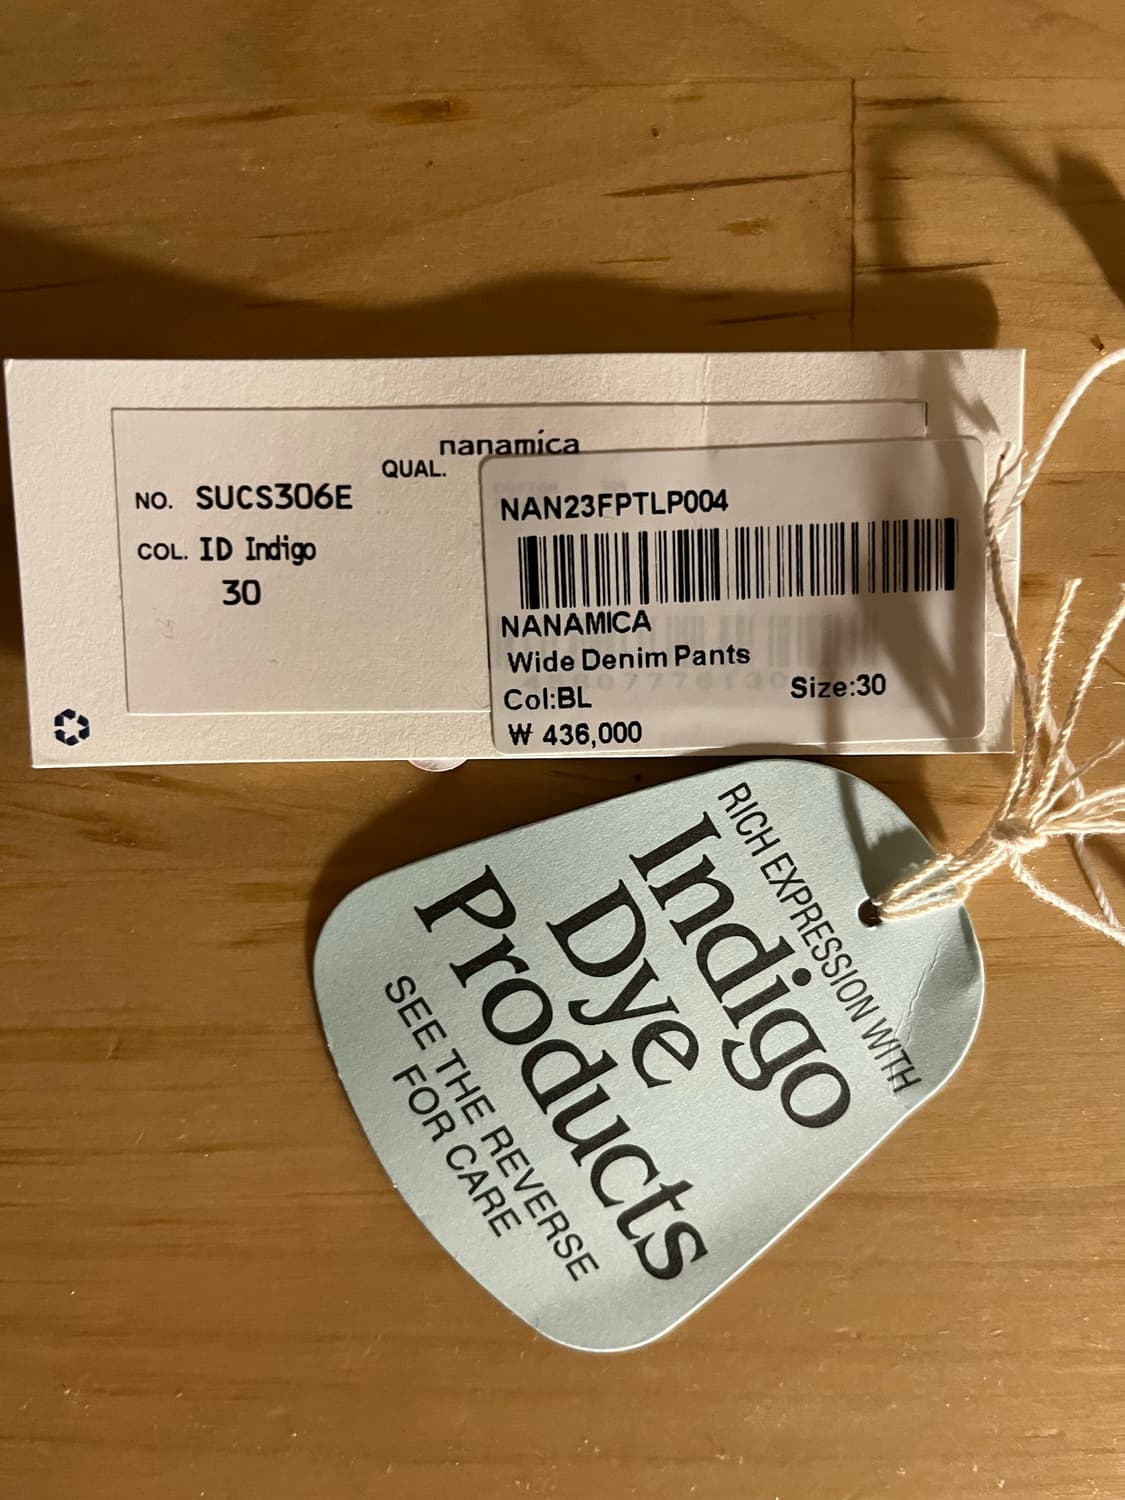 nanamíca
QUAL.
NO. SUCS306E
COL. ID Indigo
30
NAN23FPTLP004
NANAMICA
Wide Denim Pants
Col:BL Size:30
₩ 436,000
RICH EXPRESSION WITH
Indigo
Dye
Products
SEE THE REVERSE
FOR CARE